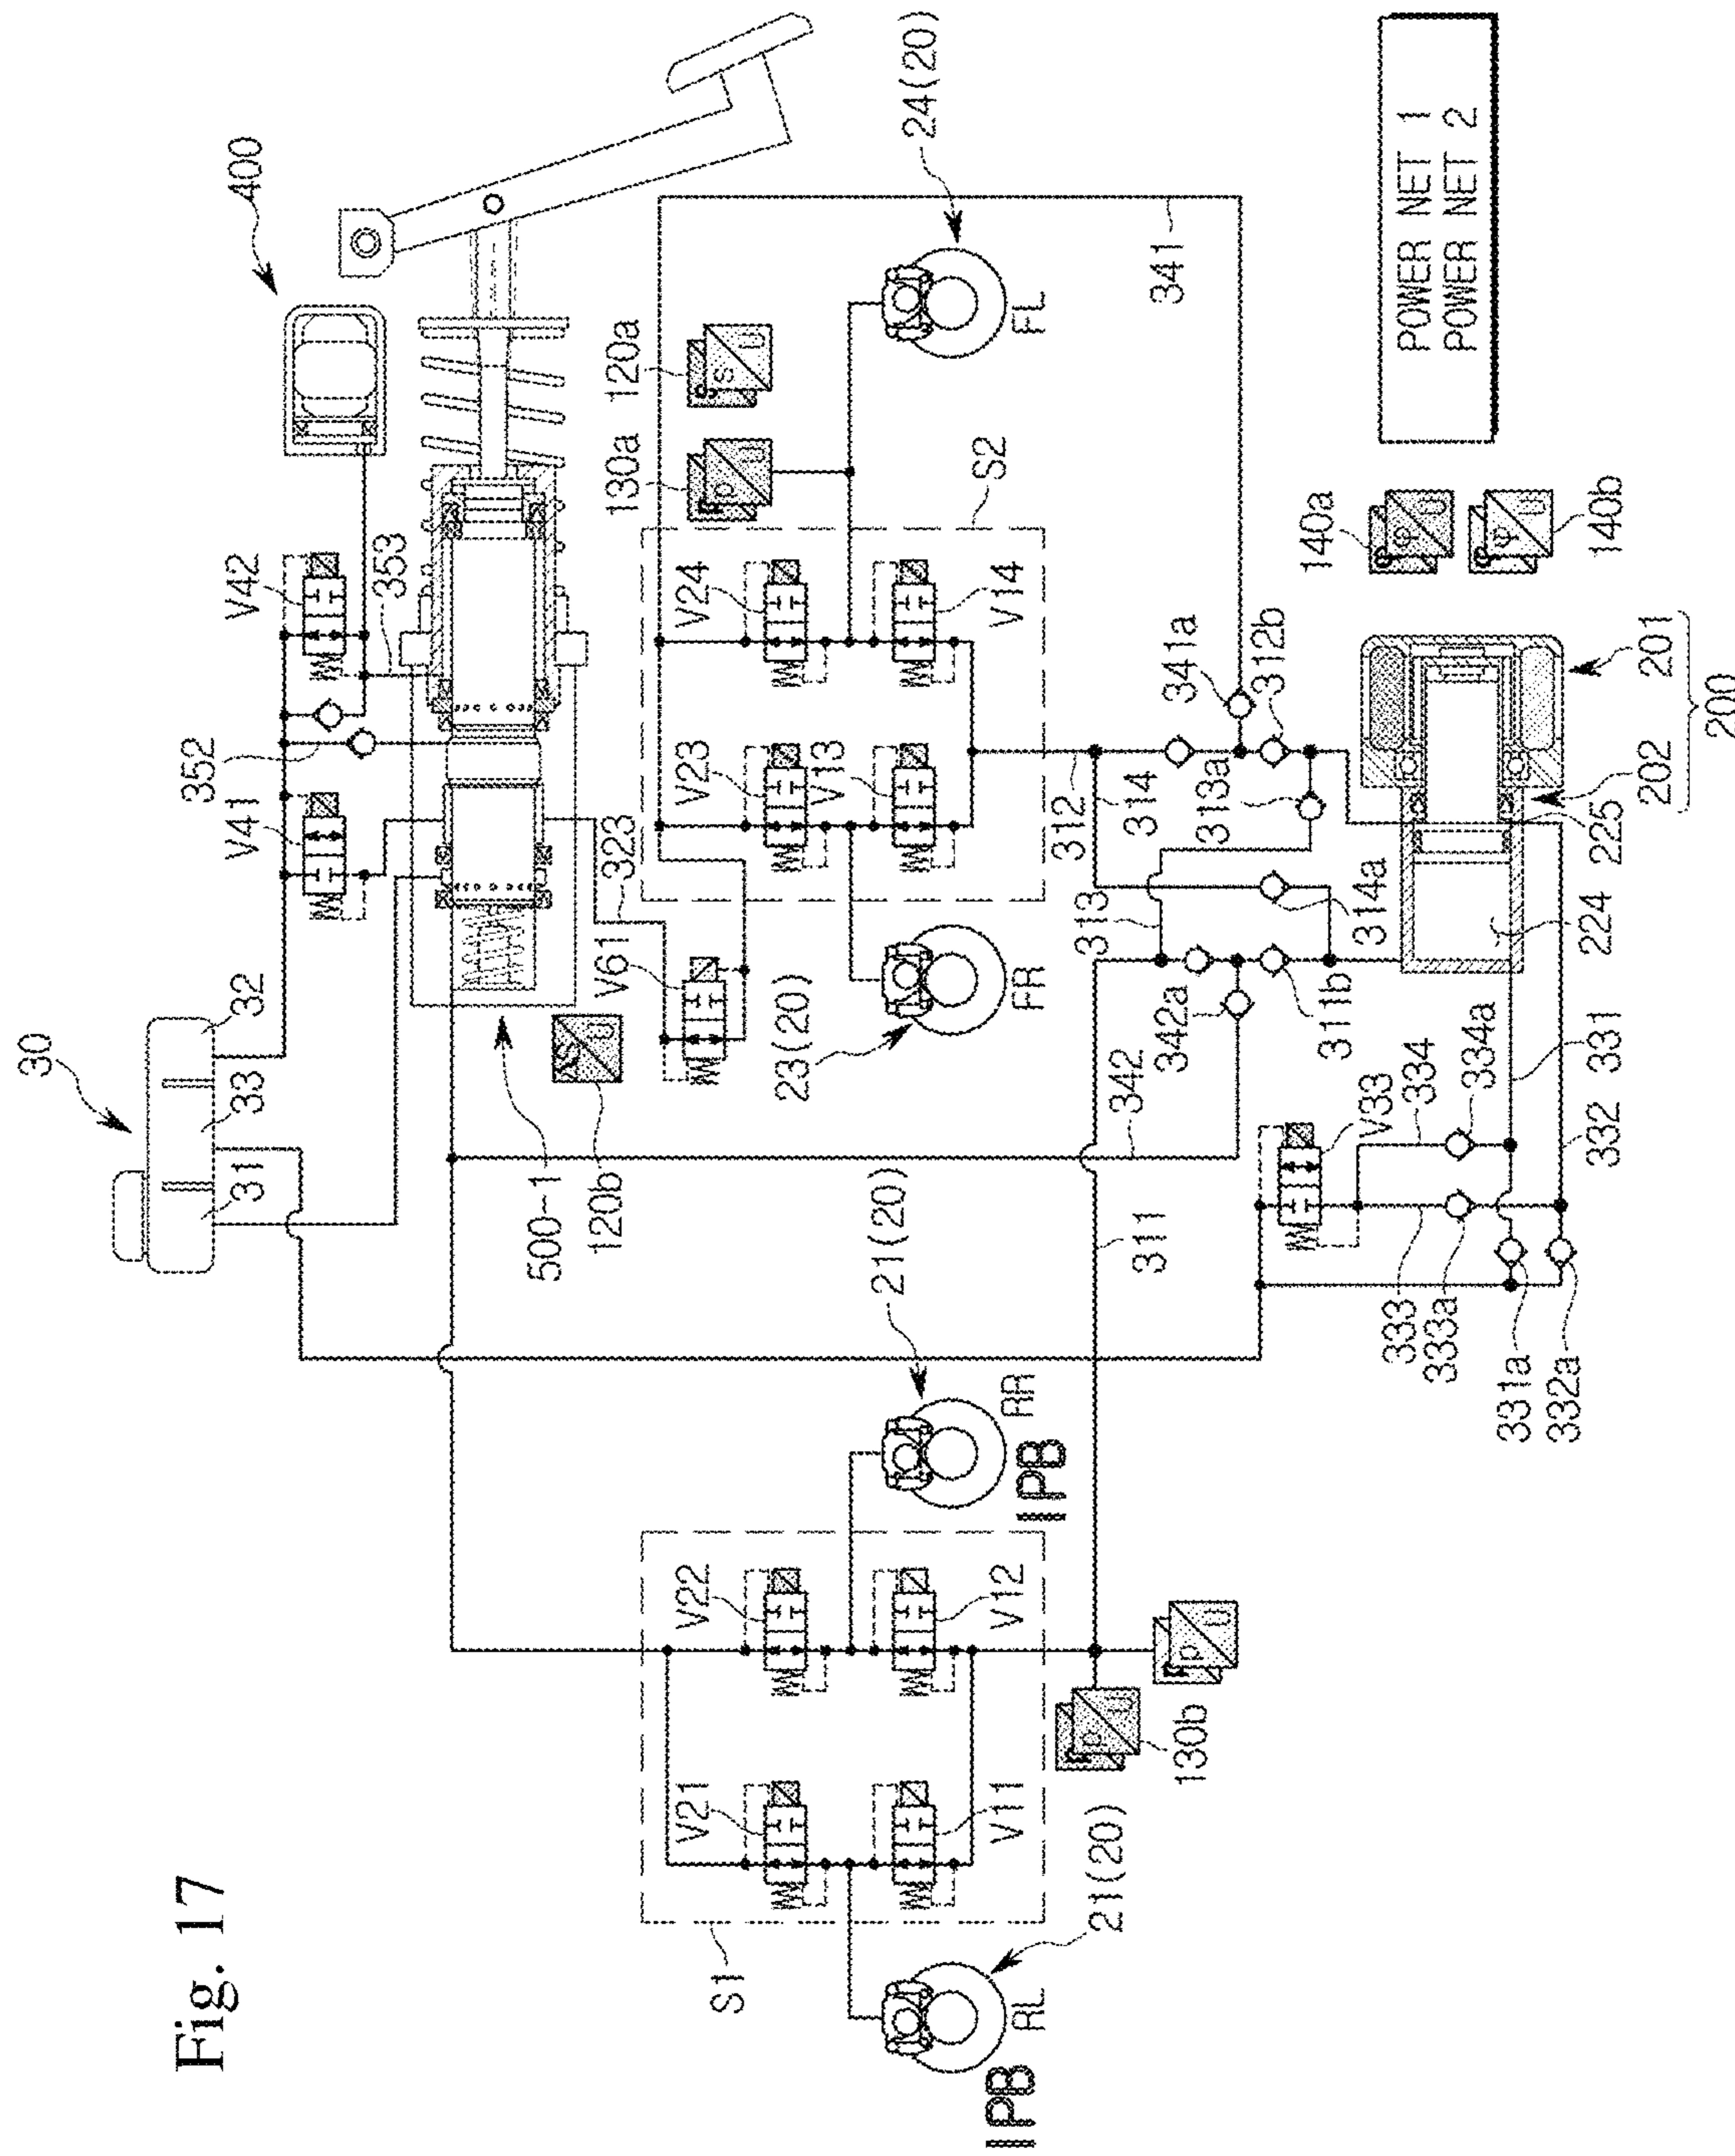 Fig. 17
30
31
33
32
400
V41
V42
352
353
500-1
120b
323
V61
130a
120a
S2
V23
V24
V13
V14
23(20)
FR
24(20)
FL
S1
V21
V22
V11
V12
21(20)
RL
IPB
21(20)
RR
IPB
130b
p
U
p
U
p
U
s
U
S
U
311
342
342a
311b
313
314a
312
314
313a
341a
312b
341
V33
334
334a
333
333a
331a
332a
331
332
224
225
202
201
200
140a
φ
U
140b
φ
U
POWER NET 1
POWER NET 2